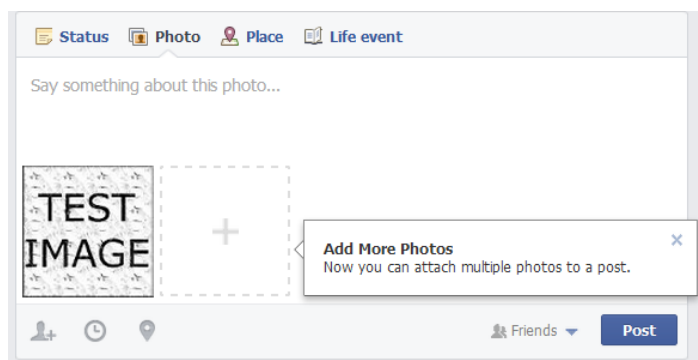 Status Photo Place Life event
Say something about this photo...
TEST
IMAGE
Add More Photos
Now you can attach multiple photos to a post.
Friends Post